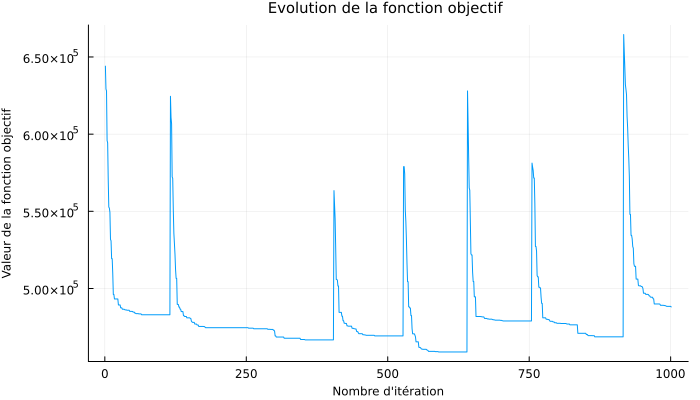 Evolution de la fonction objectif
Valeur de la fonction objectif
6.50×10⁵
6.00×10⁵
5.50×10⁵
5.00×10⁵
0 250 500 750 1000
Nombre d'itération